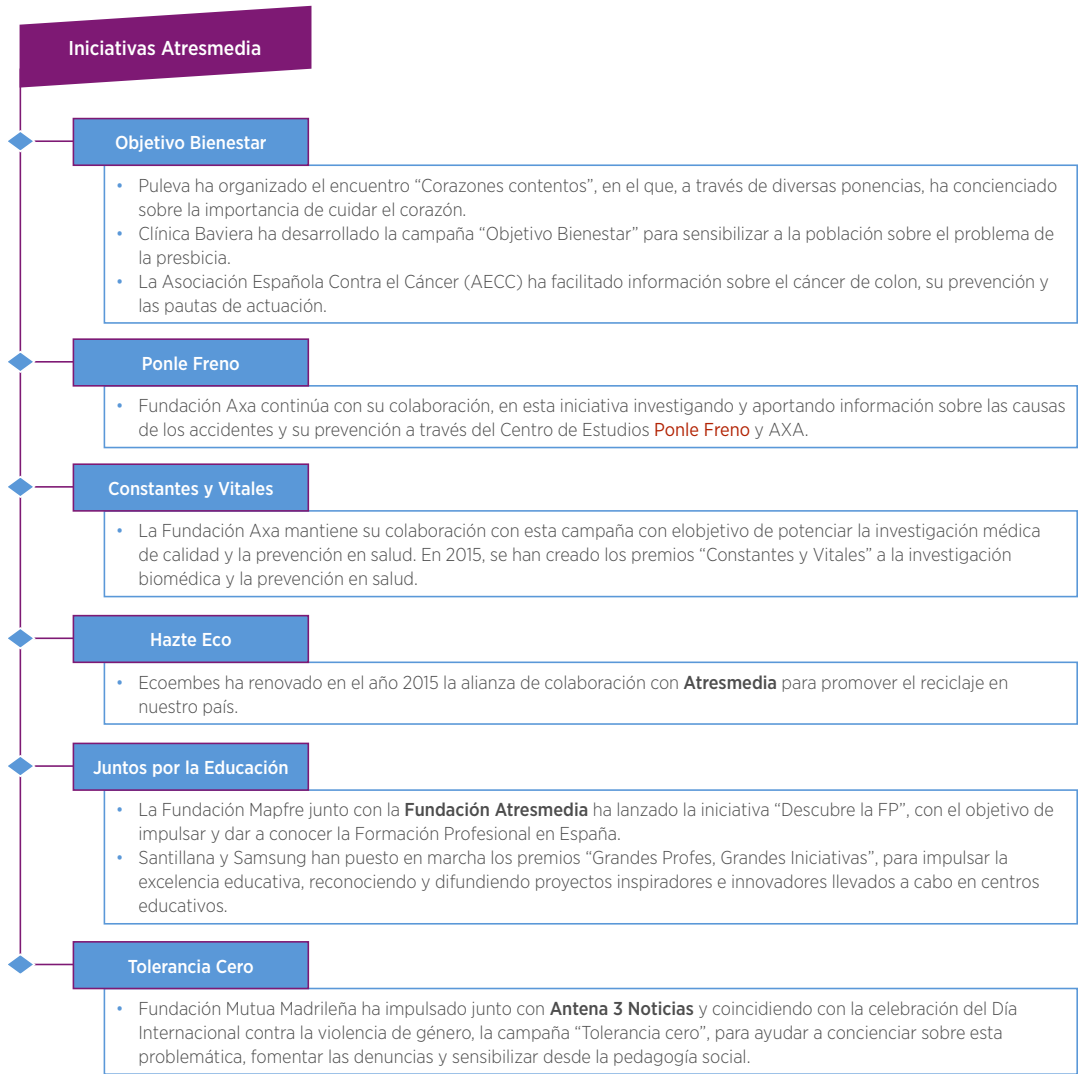 Iniciativas Atresmedia
Objetivo Bienestar
• Puleva ha organizado el encuentro “Corazones contentos”, en el que, a través de diversas ponencias, ha concienciado
sobre la importancia de cuidar el corazón.
• Clínica Baviera ha desarrollado la campaña “Objetivo Bienestar” para sensibilizar a la población sobre el problema de
la presbicia.
• La Asociación Española Contra el Cáncer (AECC) ha facilitado información sobre el cáncer de colon, su prevención y
las pautas de actuación.
Ponle Freno
• Fundación Axa continúa con su colaboración, en esta iniciativa investigando y aportando información sobre las causas
de los accidentes y su prevención a través del Centro de Estudios Ponle Freno y AXA.
Constantes y Vitales
• La Fundación Axa mantiene su colaboración con esta campaña con elobjetivo de potenciar la investigación médica
de calidad y la prevención en salud. En 2015, se han creado los premios “Constantes y Vitales” a la investigación
biomédica y la prevención en salud.
Hazte Eco
• Ecoembes ha renovado en el año 2015 la alianza de colaboración con Atresmedia para promover el reciclaje en
nuestro país.
Juntos por la Educación
• La Fundación Mapfre junto con la Fundación Atresmedia ha lanzado la iniciativa “Descubre la FP”, con el objetivo de
impulsar y dar a conocer la Formación Profesional en España.
• Santillana y Samsung han puesto en marcha los premios “Grandes Profes, Grandes Iniciativas”, para impulsar la
excelencia educativa, reconociendo y difundiendo proyectos inspiradores e innovadores llevados a cabo en centros
educativos.
Tolerancia Cero
• Fundación Mutua Madrileña ha impulsado junto con Antena 3 Noticias y coincidiendo con la celebración del Día
Internacional contra la violencia de género, la campaña “Tolerancia cero”, para ayudar a concienciar sobre esta
problemática, fomentar las denuncias y sensibilizar desde la pedagogía social.